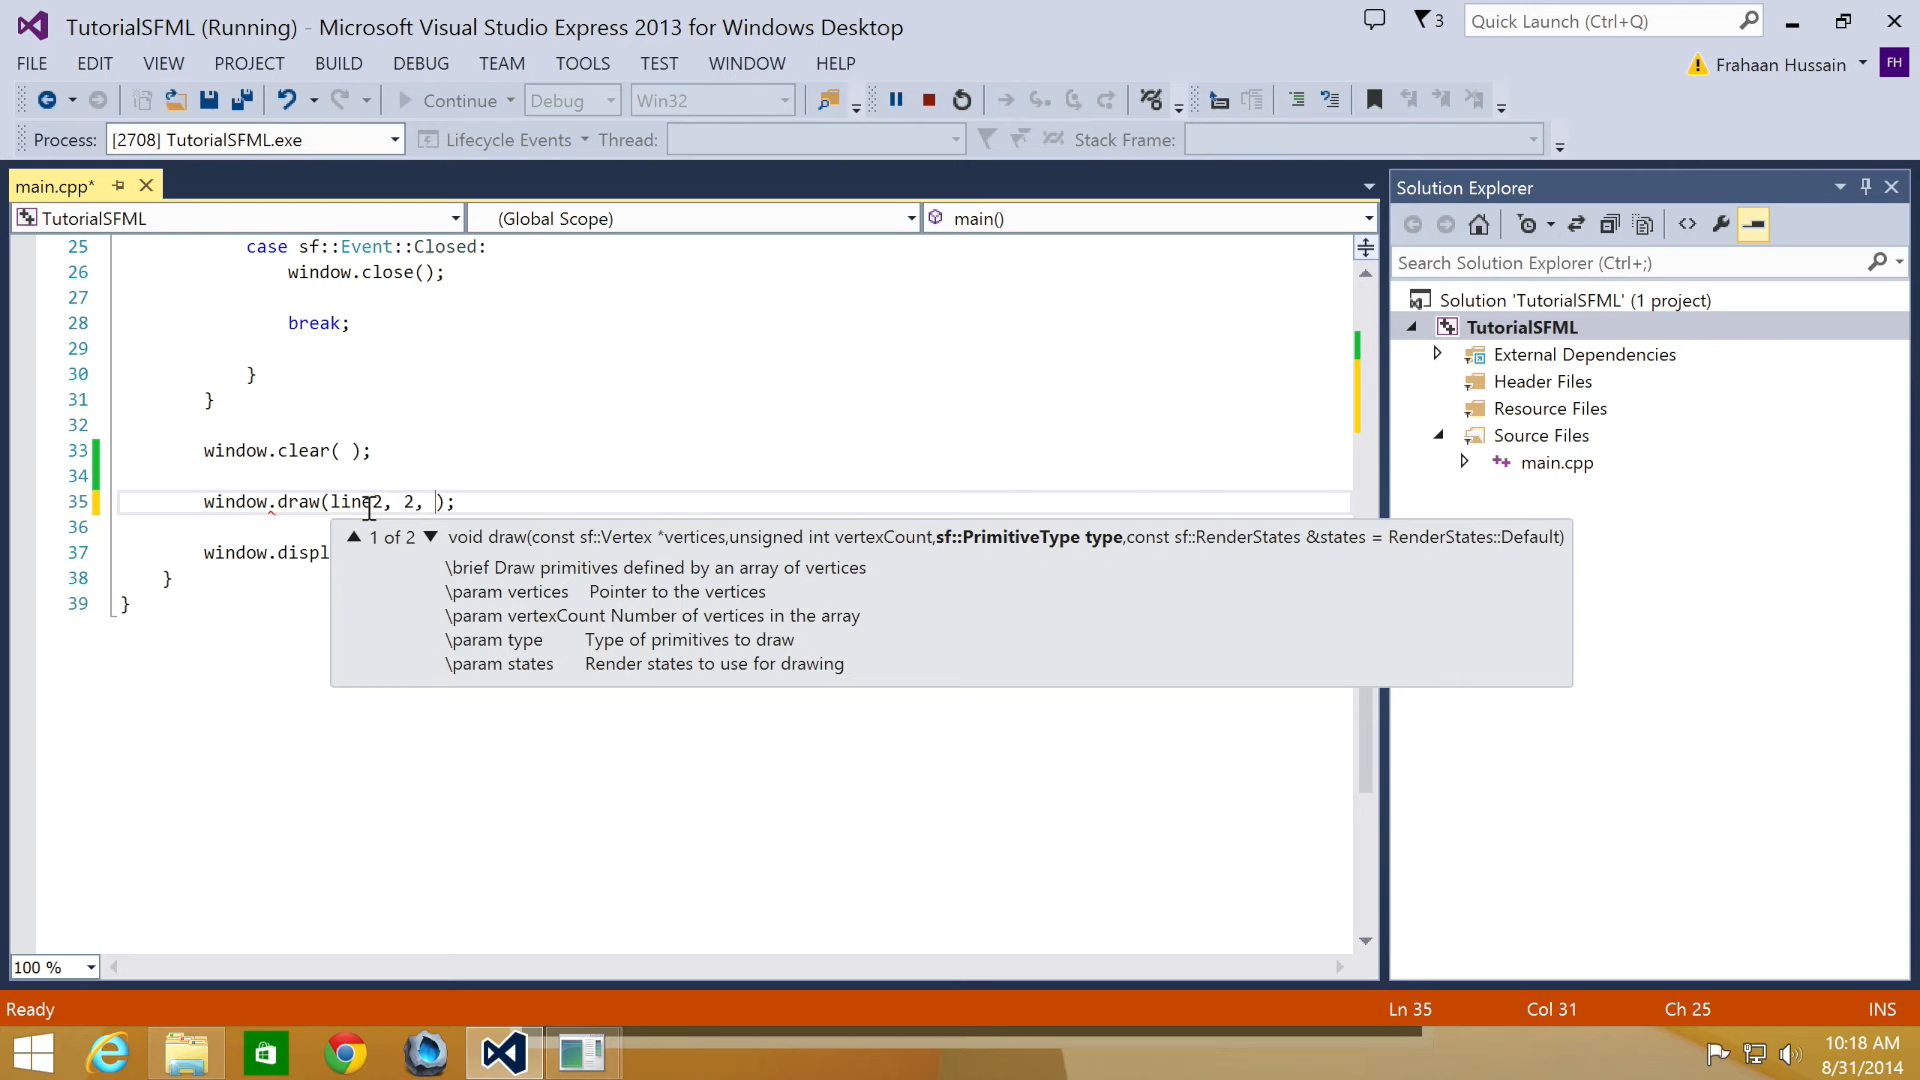 TutorialSFML (Running) - Microsoft Visual Studio Express 2013 for Windows Desktop
3
Quick Launch (Ctrl+Q)
FILE EDIT VIEW PROJECT BUILD DEBUG TEAM TOOLS TEST WINDOW HELP
Frahaan Hussain FH
Continue Debug Win32
Process: [2708] TutorialSFML.exe Lifecycle Events Thread: Stack Frame:
main.cpp*
TutorialSFML (Global Scope) main()
25 case sf::Event::Closed:
26 window.close();
27
28 break;
29
30 }
31 }
32
33 window.clear( );
34
35 window.draw(line2, 2, );
36
37 window.displ
38 }
39 }
1 of 2 void draw(const sf::Vertex *vertices,unsigned int vertexCount,sf::PrimitiveType type,const sf::RenderStates &states = RenderStates::Default)
\brief Draw primitives defined by an array of vertices
\param vertices Pointer to the vertices
\param vertexCount Number of vertices in the array
\param type Type of primitives to draw
\param states Render states to use for drawing
100 %
Solution Explorer
Search Solution Explorer (Ctrl+;)
Solution 'TutorialSFML' (1 project)
TutorialSFML
External Dependencies
Header Files
Resource Files
Source Files
main.cpp
Ready Ln 35 Col 31 Ch 25 INS
10:18 AM
8/31/2014